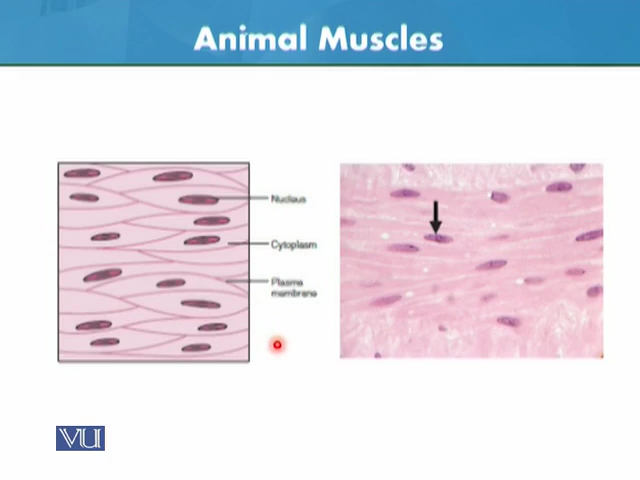 Animal Muscles
Nucleus
Cytoplasm
Plasma
membrane
VU